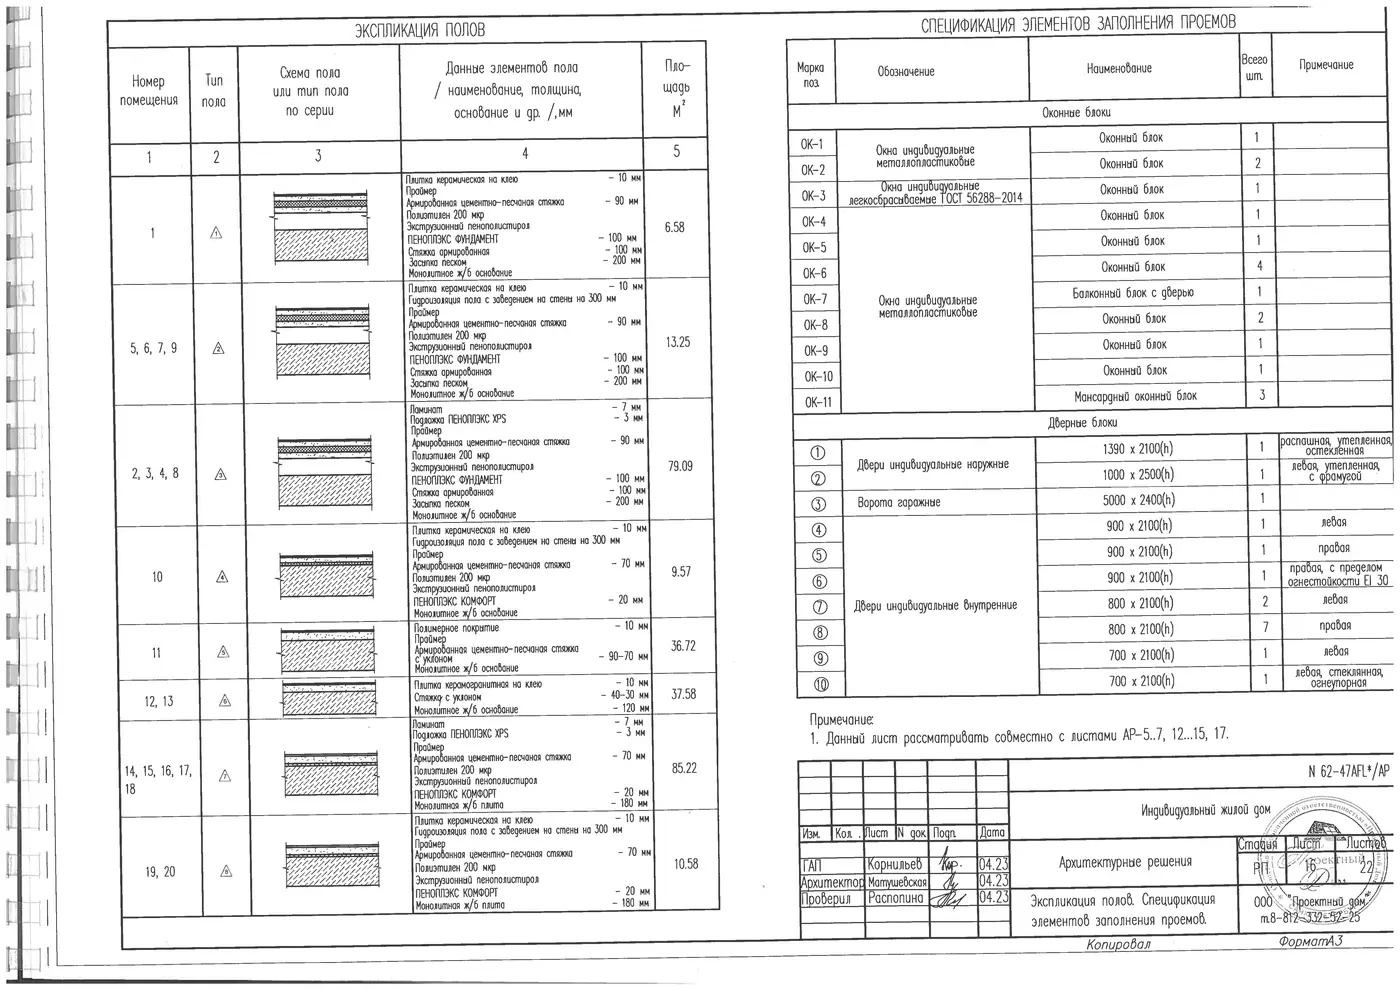 ЭКСПЛИКАЦИЯ ПОЛОВ
Номер помещения
Тип пола
Схема пола или тип пола по серии
Данные элементов пола / наименование, толщина, основание и др. /,мм
Пло-щадь м²
1 2 3 4 5
1
1
Плитка керамическая на клею - 10 мм
Праймер
Армированная цементно-песчаная стяжка - 90 мм
Полиэтилен 200 мкр
Экструзионный пенополистирол
ПЕНОПЛЭКС ФУНДАМЕНТ - 100 мм
Стяжка армированная - 100 мм
Засыпка песком - 200 мм
Монолитное ж/б основание
6.58
5, 6, 7, 9
2
Плитка керамическая на клею - 10 мм
Гидроизоляция пола с заведением на стены на 300 мм
Праймер
Армированная цементно-песчаная стяжка - 90 мм
Полиэтилен 200 мкр
Экструзионный пенополистирол
ПЕНОПЛЭКС ФУНДАМЕНТ - 100 мм
Стяжка армированная - 100 мм
Засыпка песком - 200 мм
Монолитное ж/б основание
13.25
2, 3, 4, 8
3
Ламинат - 7 мм
Подложка ПЕНОПЛЭКС XPS - 3 мм
Праймер
Армированная цементно-песчаная стяжка - 90 мм
Полиэтилен 200 мкр
Экструзионный пенополистирол
ПЕНОПЛЭКС ФУНДАМЕНТ - 100 мм
Стяжка армированная - 100 мм
Засыпка песком - 200 мм
Монолитное ж/б основание
79.09
10
4
Плитка керамическая на клею - 10 мм
Гидроизоляция пола с заведением на стены на 300 мм
Праймер
Армированная цементно-песчаная стяжка - 70 мм
Полиэтилен 200 мкр
Экструзионный пенополистирол
ПЕНОПЛЭКС КОМФОРТ - 20 мм
Монолитное ж/б основание
9.57
11
5
Полимерное покрытие - 10 мм
Праймер
Армированная цементно-песчаная стяжка
с уклоном - 90-70 мм
Монолитное ж/б основание
36.72
12, 13
6
Плитка керамогранитная на клею - 10 мм
Стяжка с уклоном - 40-30 мм
Монолитное ж/б основание - 120 мм
37.58
14, 15, 16, 17, 18
7
Ламинат - 7 мм
Подложка ПЕНОПЛЭКС XPS - 3 мм
Праймер
Армированная цементно-песчаная стяжка - 70 мм
Полиэтилен 200 мкр
Экструзионный пенополистирол
ПЕНОПЛЭКС КОМФОРТ - 20 мм
Монолитная ж/б плита - 180 мм
85.22
19, 20
8
Плитка керамическая на клею - 10 мм
Гидроизоляция пола с заведением на стены на 300 мм
Праймер
Армированная цементно-песчаная стяжка - 70 мм
Полиэтилен 200 мкр
Экструзионный пенополистирол
ПЕНОПЛЭКС КОМФОРТ - 20 мм
Монолитная ж/б плита - 180 мм
10.58
СПЕЦИФИКАЦИЯ ЭЛЕМЕНТОВ ЗАПОЛНЕНИЯ ПРОЕМОВ
Марка поз. Обозначение Наименование Всего шт. Примечание
Оконные блоки
ОК-1 Окна индивидуальные металлопластиковые Оконный блок 1
ОК-2 Оконный блок 2
ОК-3 Окна индивидуальные легкосбрасываемые ГОСТ 56288-2014 Оконный блок 1
ОК-4 Оконный блок 1
ОК-5 Оконный блок 1
ОК-6 Оконный блок 4
ОК-7 Окна индивидуальные металлопластиковые Балконный блок с дверью 1
ОК-8 Оконный блок 2
ОК-9 Оконный блок 1
ОК-10 Оконный блок 1
ОК-11 Мансардный оконный блок 3
Дверные блоки
1 Двери индивидуальные наружные 1390 x 2100(h) 1 распашная, утепленная, остекленная
2 1000 x 2500(h) 1 левая, утепленная, с фрамугой
3 Ворота гаражные 5000 x 2400(h) 1
4 900 x 2100(h) 1 левая
5 900 x 2100(h) 1 правая
6 900 x 2100(h) 1 правая, с пределом огнестойкости EI 30
7 Двери индивидуальные внутренние 800 x 2100(h) 2 левая
8 800 x 2100(h) 7 правая
9 700 x 2100(h) 1 левая
10 700 x 2100(h) 1 левая, стеклянная, огнеупорная
Примечание:
1. Данный лист рассматривать совместно с листами АР-5..7, 12...15, 17.
N 62-47AFL*/АР
Индивидуальный жилой дом
Изм. Кол. Лист N док Подп. Дата
ГАП Корнильев 04.23
Архитектор Матушевская 04.23
Проверил Распопина 04.23
Архитектурные решения
Стадия Лист Листов
РП 16 22
Экспликация полов. Спецификация
элементов заполнения проемов.
ООО "Проектный дом"
т.8-812-332-52-25
Копировал ФорматА3